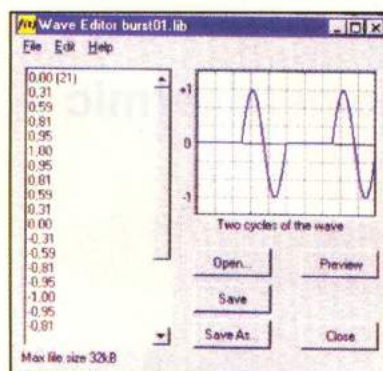 f(x) Wave Editor burst01.lib
File Edit Help
0.00 (21)
0.31
0.59
0.81
0.95
1.00
0.95
0.81
0.59
0.31
0.00
-0.31
-0.59
-0.81
-0.95
-1.00
-0.95
-0.81
Max file size 32kB
+1
0
-1
Two cycles of the wave
Open...
Preview
Save
Save As...
Close